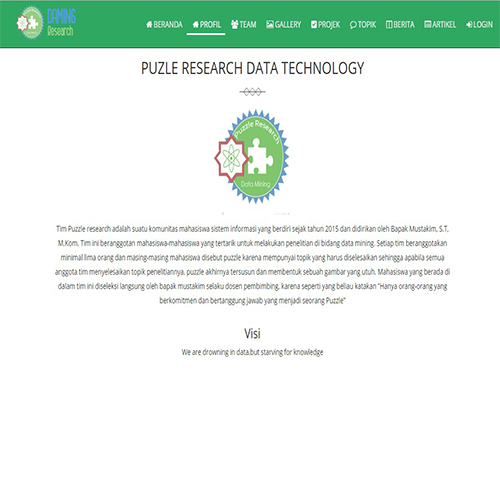 DAMING
Research
BERANDA PROFIL TEAM GALLERY PROJEK TOPIK BERITA ARTIKEL LOGIN
PUZLE RESEARCH DATA TECHNOLOGY
Puzzle Research
Data Mining
Tim Puzzle research adalah suatu komunitas mahasiswa sistem informasi yang berdiri sejak tahun 2015 dan didirikan oleh Bapak Mustakim, S.T,
M.Kom. Tim ini beranggotan mahasiswa-mahasiswa yang tertarik untuk melakukan penelitian di bidang data mining. Setiap tim beranggotakan
minimal lima orang dan masing-masing mahasiswa disebut puzzle karena mempunyai topik yang harus diselesaikan sehingga apabila semua
anggota tim menyelesaikan topik penelitiannya, puzzle akhirnya tersusun dan membentuk sebuah gambar yang utuh. Mahasiswa yang berada di
dalam tim ini diseleksi langsung oleh bapak mustakim selaku dosen pembimbing, karena seperti yang beliau katakan "Hanya orang-orang yang
berkomitmen dan bertanggung jawab yang menjadi seorang Puzzle"
Visi
We are drowning in data.but starving for knowledge